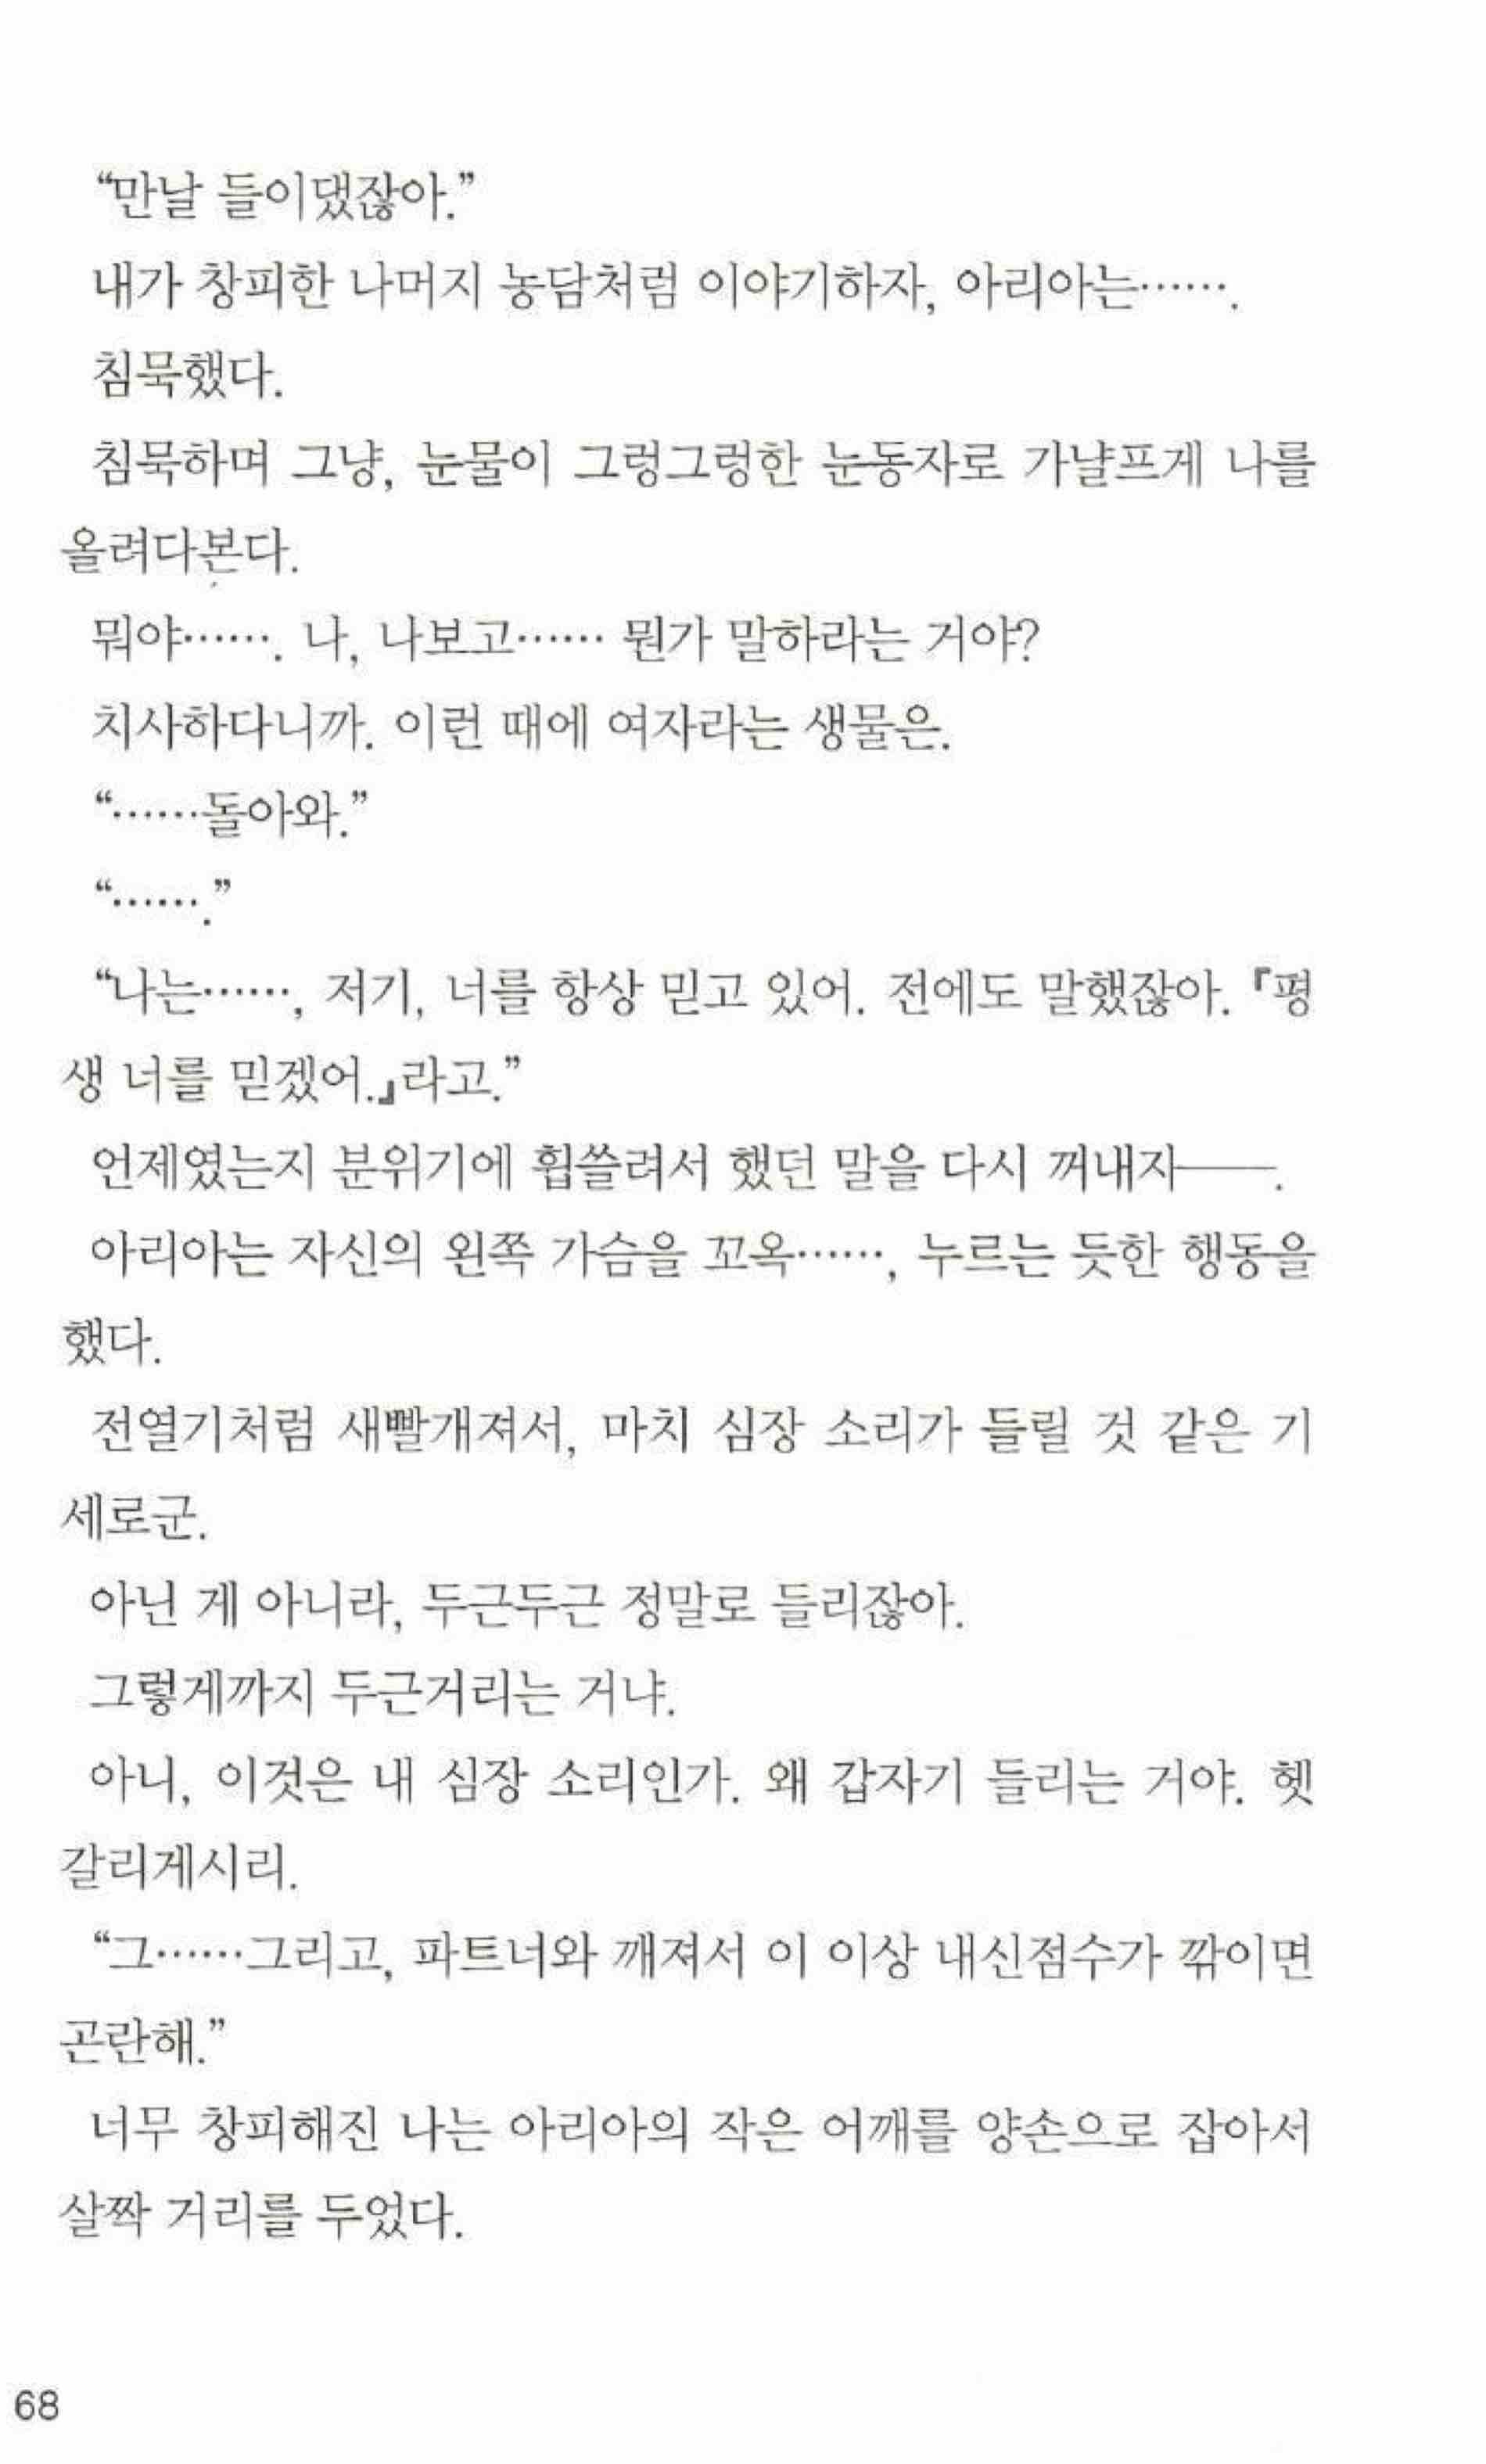 “만날 들이댔잖아.”
내가 창피한 나머지 농담처럼 이야기하자, 아리아는…….
침묵했다.
침묵하며 그냥, 눈물이 그렁그렁한 눈동자로 가냘프게 나를
올려다본다.
뭐야……. 나, 나보고…… 뭔가 말하라는 거야?
치사하다니까. 이런 때에 여자라는 생물은.
“……돌아와.”
“…….”
“나는……, 저기, 너를 항상 믿고 있어. 전에도 말했잖아. 『평
생 너를 믿겠어.』라고.”
언제였는지 분위기에 휩쓸려서 했던 말을 다시 꺼내자――.
아리아는 자신의 왼쪽 가슴을 꼬옥……, 누르는 듯한 행동을
했다.
전열기처럼 새빨개져서, 마치 심장 소리가 들릴 것 같은 기
세로군.
아닌 게 아니라, 두근두근 정말로 들리잖아.
그렇게까지 두근거리는 거냐.
아니, 이것은 내 심장 소리인가. 왜 갑자기 들리는 거야. 헷
갈리게시리.
“그……그리고, 파트너와 깨져서 이 이상 내신점수가 깎이면
곤란해.”
너무 창피해진 나는 아리아의 작은 어깨를 양손으로 잡아서
살짝 거리를 두었다.
68